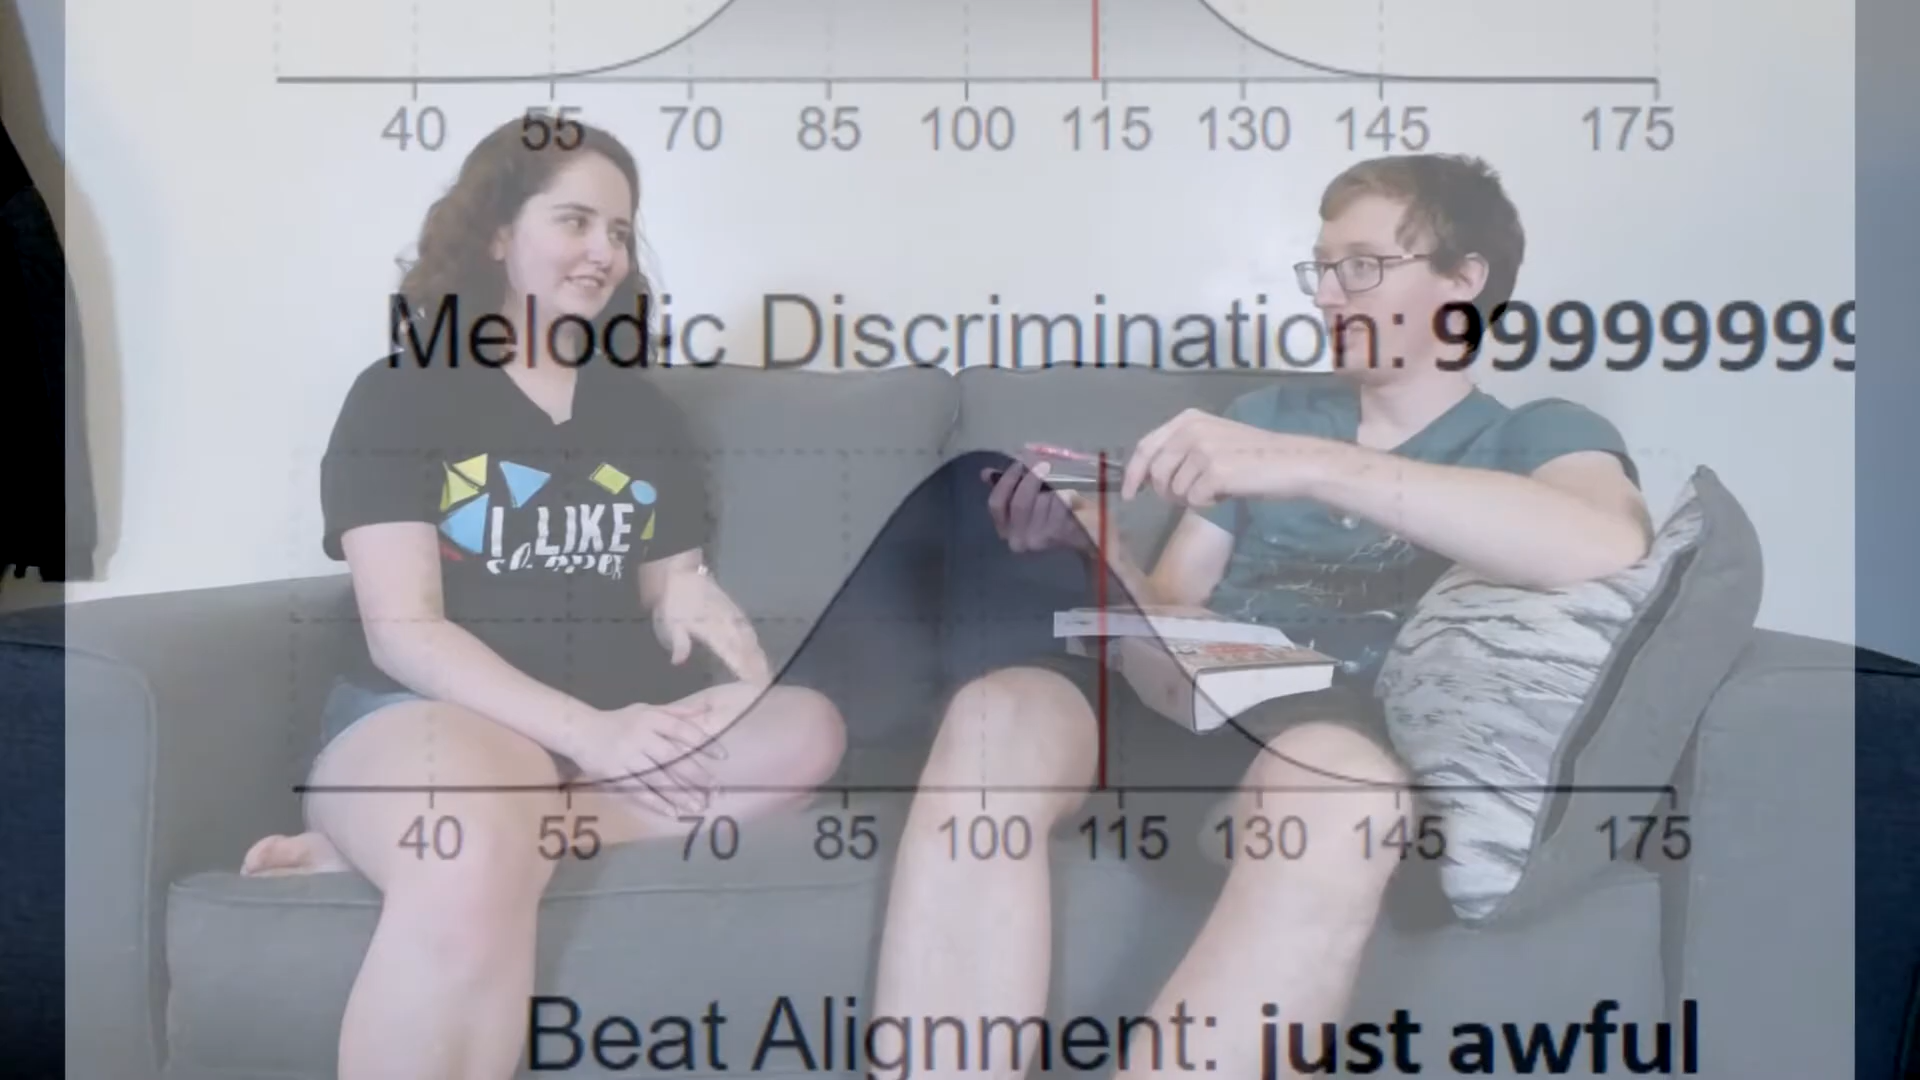 40 55 70 85 100 115 130 145 175
Melodic Discrimination: 999999999
I LIKE
40 55 70 85 100 115 130 145 175
Beat Alignment: just awful